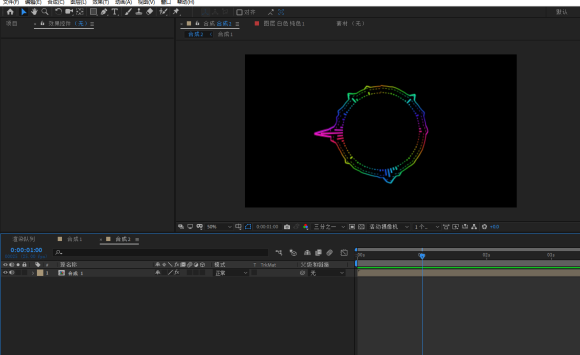 文件(F) 编辑(E) 合成(C) 图层(L) 效果(T) 动画(A) 视图(V) 窗口 帮助(H)
对齐 默认
项目 效果控件（无） 合成 合成2 图层 白色 纯色1 素材（无）
合成2 合成1
50% 0:00:01:00 三分之一 活动摄像机 1个... +0.0
渲染队列 合成1 合成2
0:00:01:00
源名称 模式 T TrkMat 父级和链接
1 合成 1 正常 无